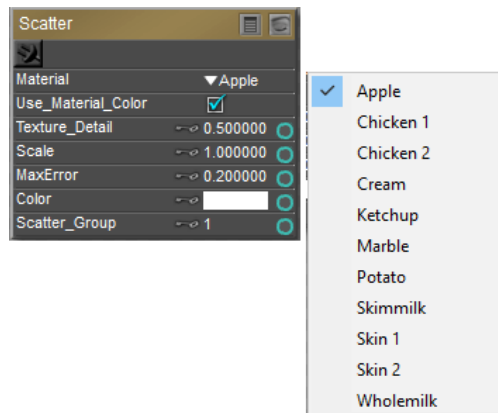 Scatter
Material ▼Apple
Use_Material_Color
Texture_Detail 0.500000
Scale 1.000000
MaxError 0.200000
Color
Scatter_Group 1
Apple
Chicken 1
Chicken 2
Cream
Ketchup
Marble
Potato
Skimmilk
Skin 1
Skin 2
Wholemilk